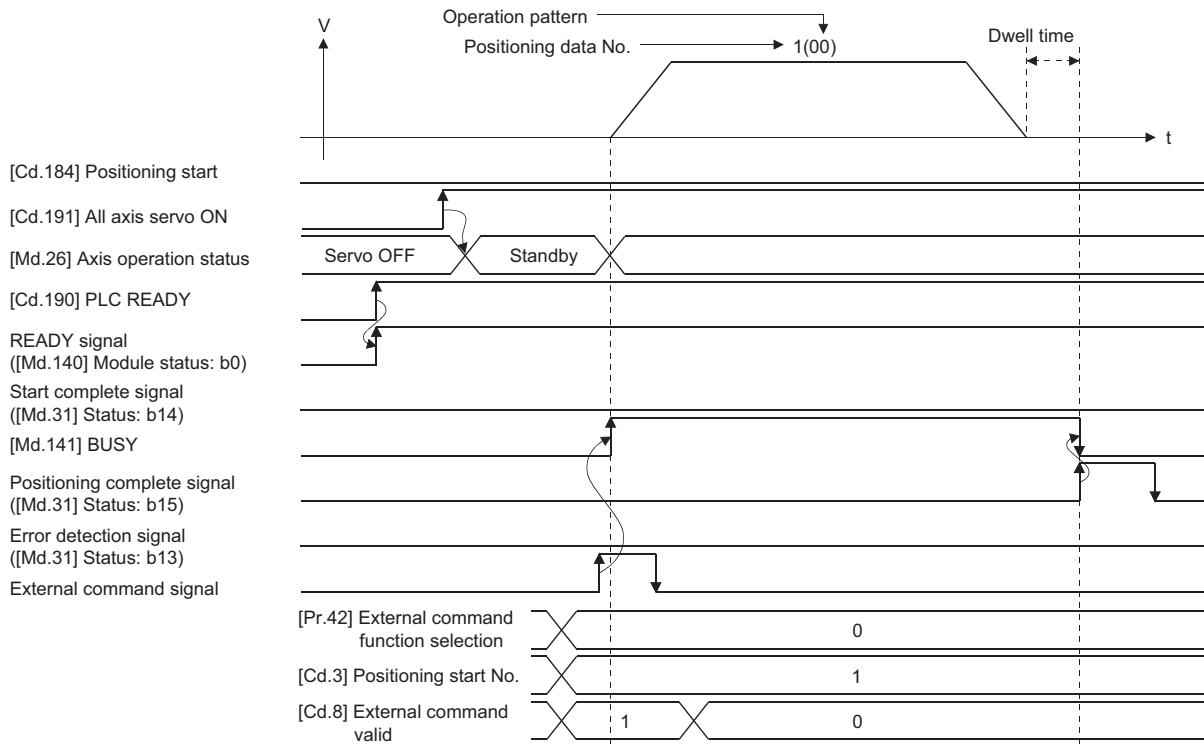 Operation pattern
V
Positioning data No.
1(00)
Dwell time
t
[Cd.184] Positioning start
[Cd.191] All axis servo ON
[Md.26] Axis operation status
Servo OFF
Standby
[Cd.190] PLC READY
READY signal
([Md.140] Module status: b0)
Start complete signal
([Md.31] Status: b14)
[Md.141] BUSY
Positioning complete signal
([Md.31] Status: b15)
Error detection signal
([Md.31] Status: b13)
External command signal
[Pr.42] External command
function selection
0
[Cd.3] Positioning start No.
1
[Cd.8] External command
valid
1
0